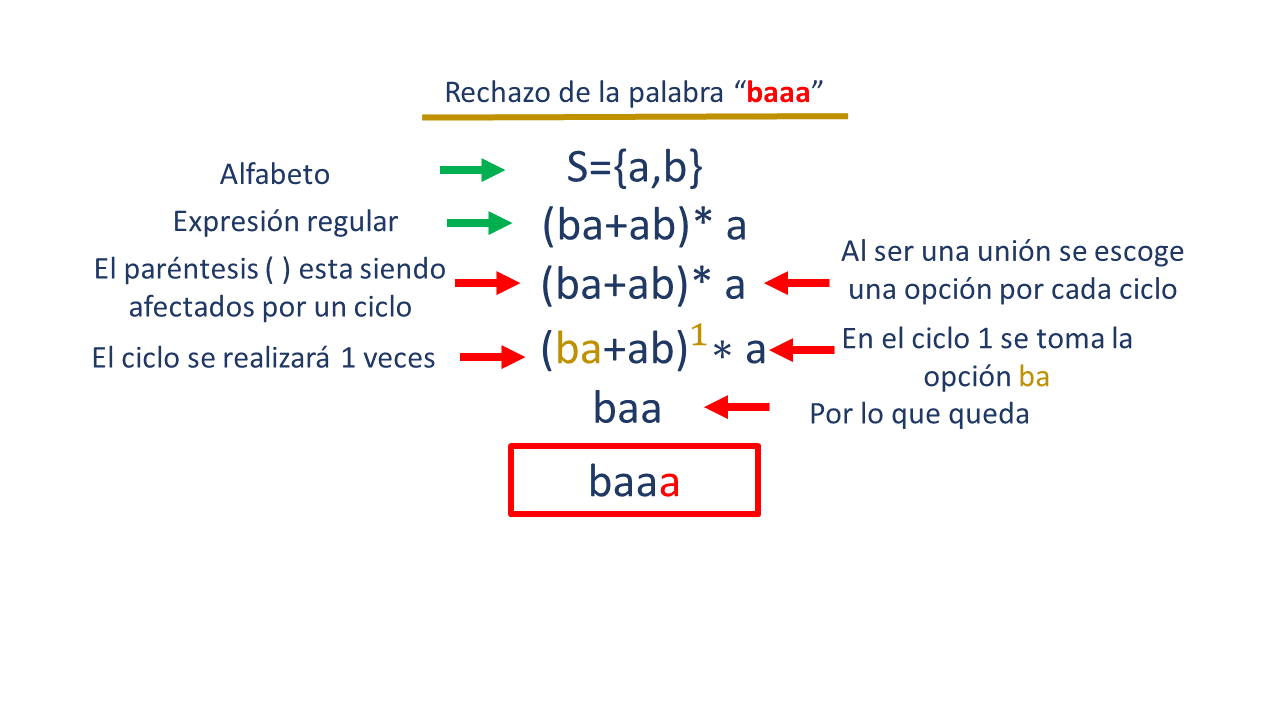 Rechazo de la palabra “baaa”
Alfabeto
S={a,b}
Expresión regular
(ba+ab)* a
El paréntesis ( ) esta siendo
afectados por un ciclo
(ba+ab)* a
Al ser una unión se escoge
una opción por cada ciclo
El ciclo se realizará 1 veces
(ba+ab)¹* a
En el ciclo 1 se toma la
opción ba
baa
Por lo que queda
baaa